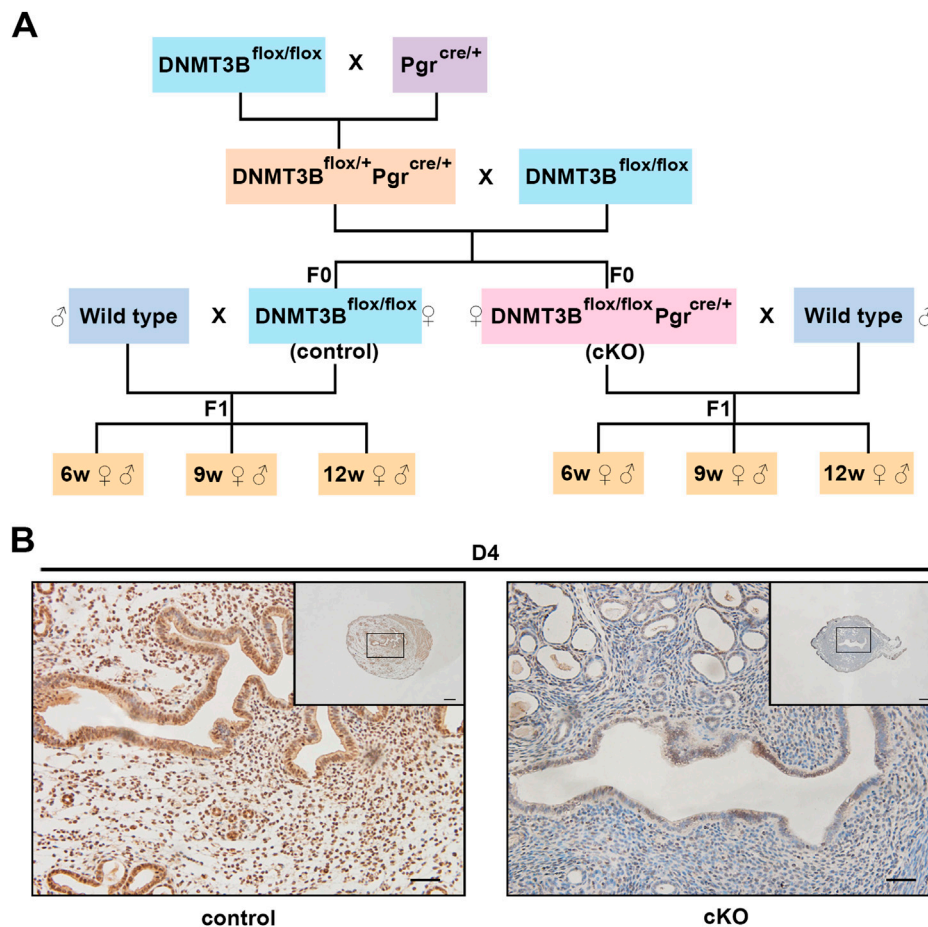 A
DNMT3B^flox/flox X Pgr^cre/+
DNMT3B^flox/+ Pgr^cre/+ X DNMT3B^flox/flox
F0 F0
♂ Wild type X DNMT3B^flox/flox ♀ ♀ DNMT3B^flox/flox Pgr^cre/+ X Wild type ♂
(control) (cKO)
F1 F1
6w ♀ ♂ 9w ♀ ♂ 12w ♀ ♂ 6w ♀ ♂ 9w ♀ ♂ 12w ♀ ♂
B
D4
control cKO